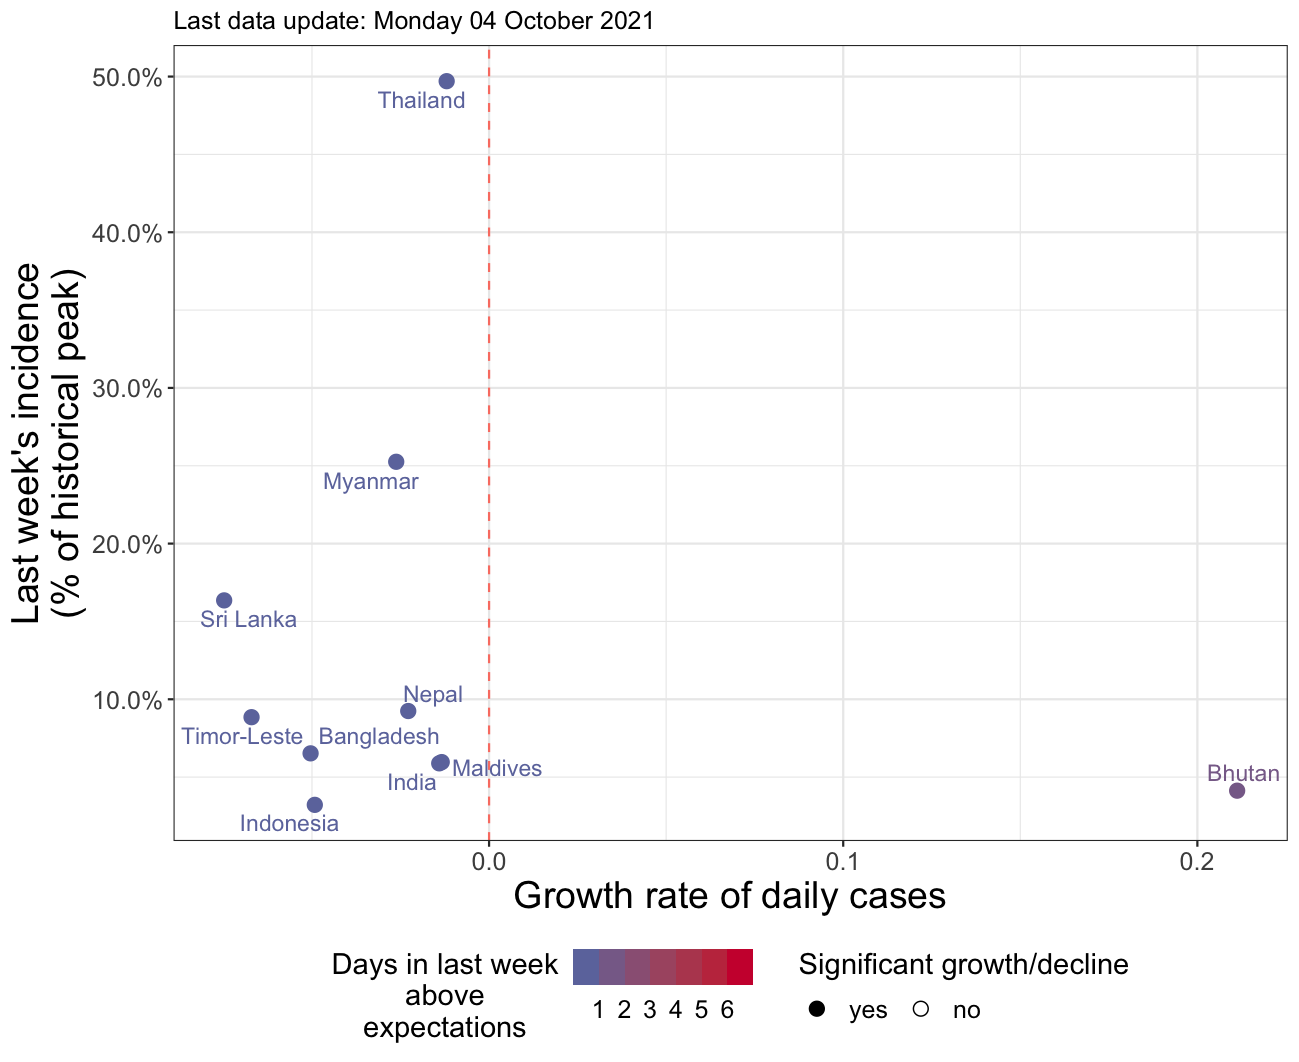 Last data update: Monday 04 October 2021
50.0%
40.0%
30.0%
20.0%
10.0%
Last week's incidence
(% of historical peak)
Thailand
Myanmar
Sri Lanka
Nepal
Timor-Leste
Bangladesh
Maldives
India
Bhutan
Indonesia
0.0 0.1 0.2
Growth rate of daily cases
Days in last week
above
expectations
1 2 3 4 5 6
Significant growth/decline
yes no